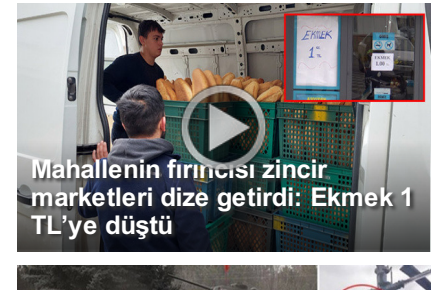 EKMEK
1
EKMEK
1.00
Mahallenin fırıncısı zincir
marketleri dize getirdi: Ekmek 1
TL'ye düştü